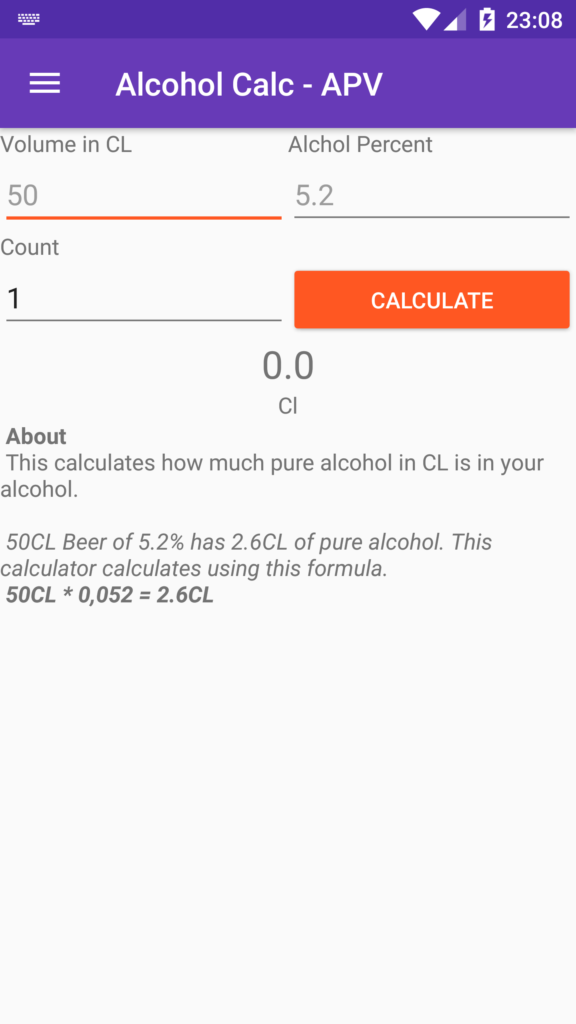 23:08
Alcohol Calc - APV
Volume in CL
Alchol Percent
50
5.2
Count
1
CALCULATE
0.0
Cl
About
This calculates how much pure alcohol in CL is in your
alcohol.
50CL Beer of 5.2% has 2.6CL of pure alcohol. This
calculator calculates using this formula.
50CL * 0,052 = 2.6CL